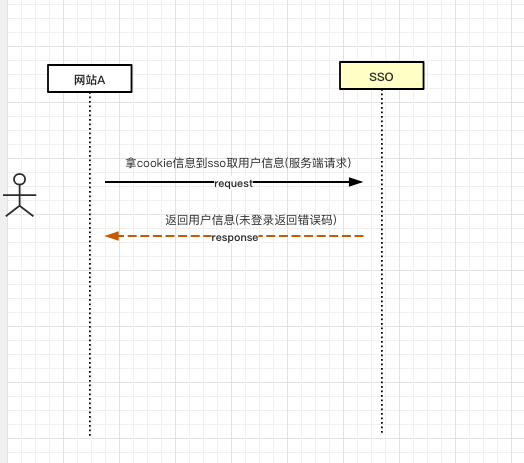 网站A
SSO
拿cookie信息到sso取用户信息(服务端请求)
request
返回用户信息(未登录返回错误码)
response